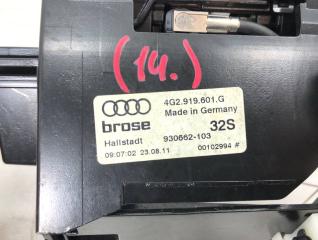 (14.)
4G2.919.601.G
Made in Germany
brose 32S
Hallstadt 930662-103
09:07:02 23.08.11 00102994 #